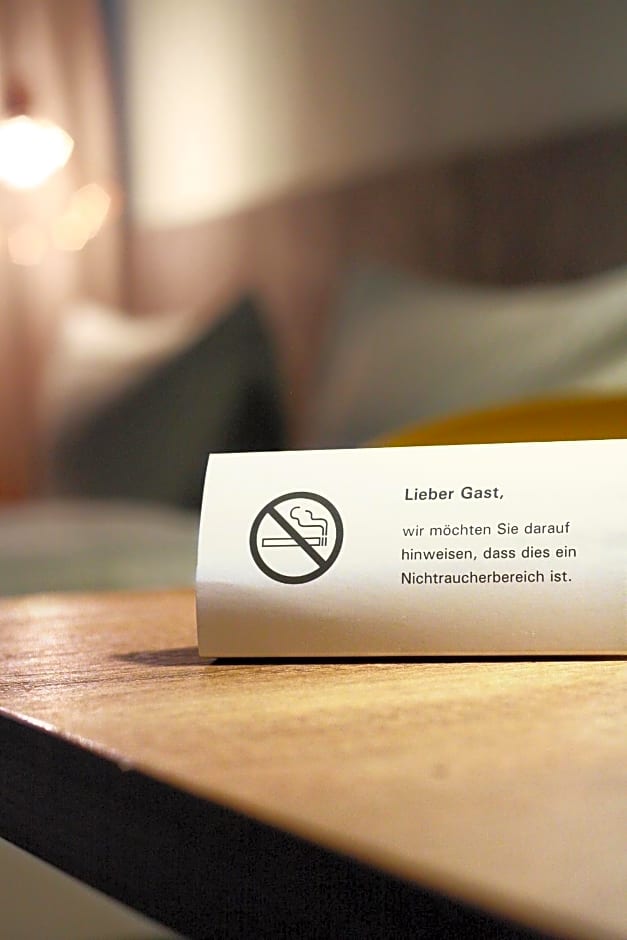 Lieber Gast,
wir möchten Sie darauf
hinweisen, dass dies ein
Nichtraucherbereich ist.